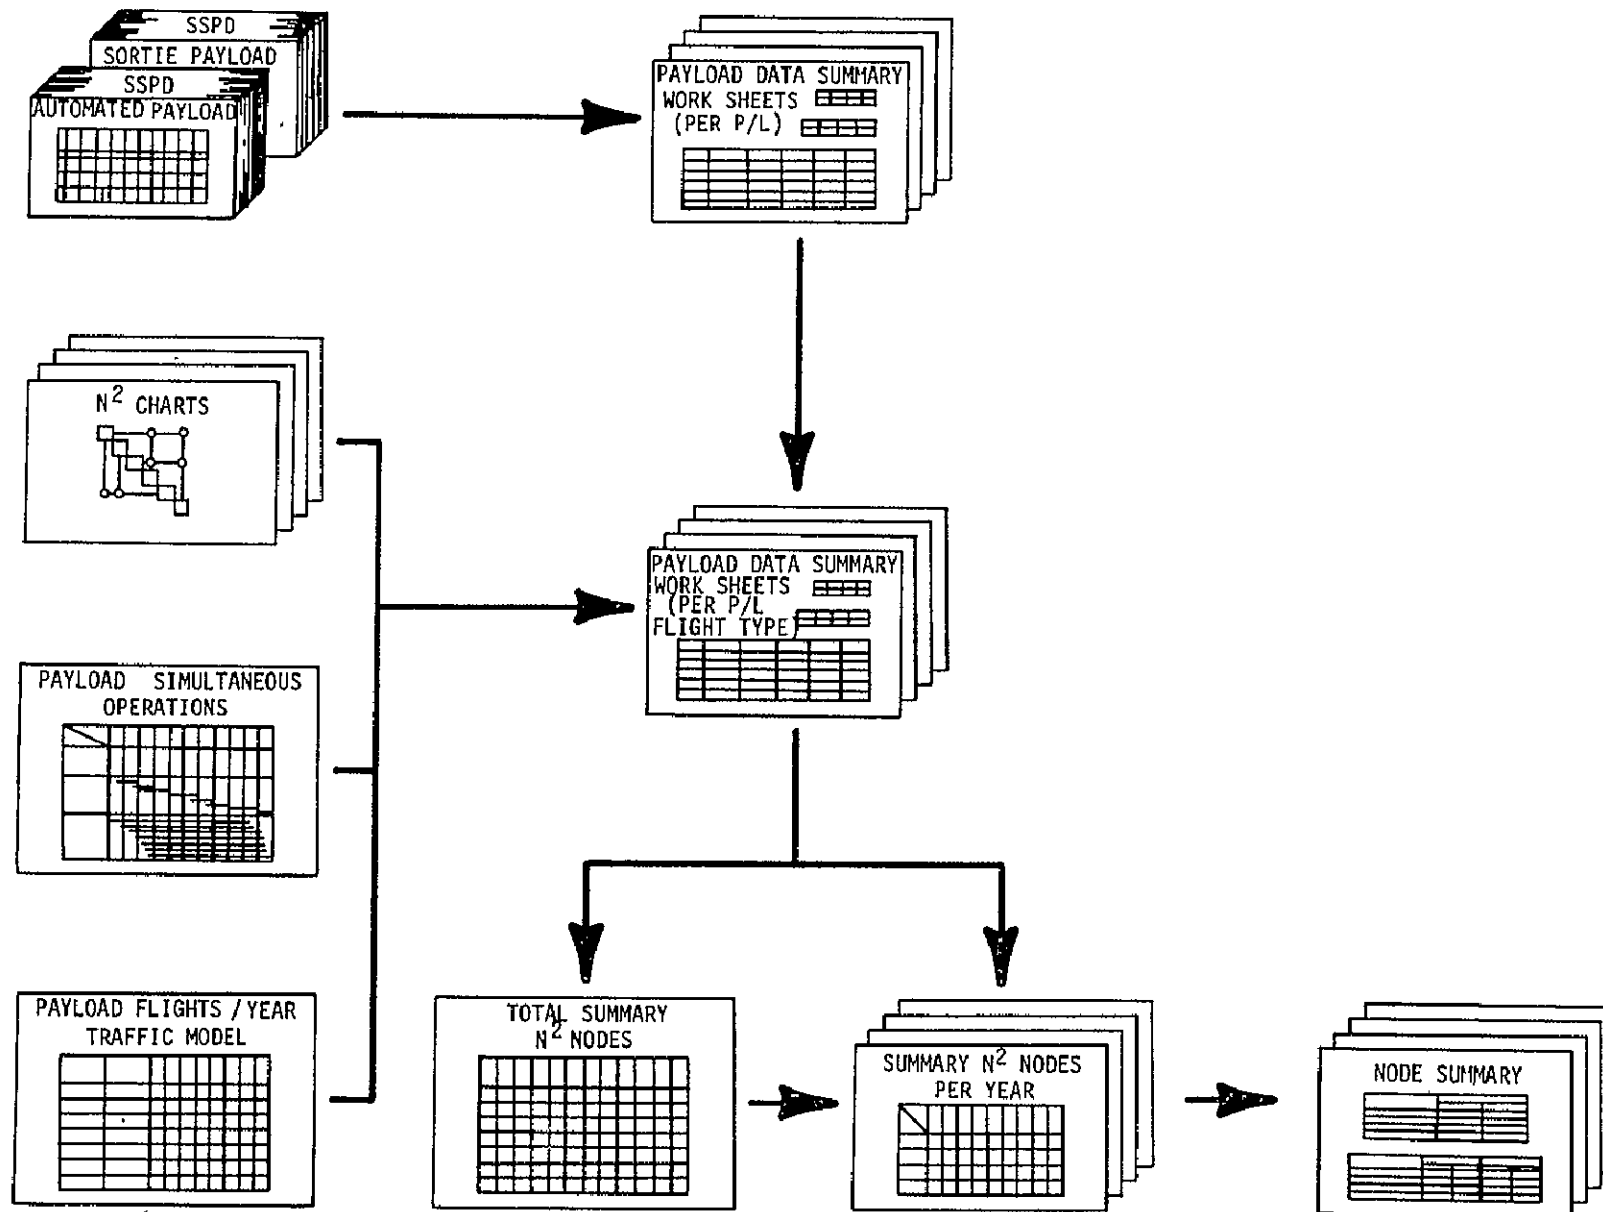 SSPD
SORTIE PAYLOAD
SSPD
AUTOMATED PAYLOAD
PAYLOAD DATA SUMMARY
WORK SHEETS
(PER P/L)
N² CHARTS
PAYLOAD DATA SUMMARY
WORK SHEETS
(PER P/L
FLIGHT TYPE)
PAYLOAD SIMULTANEOUS
OPERATIONS
PAYLOAD FLIGHTS / YEAR
TRAFFIC MODEL
TOTAL SUMMARY
N² NODES
SUMMARY N² NODES
PER YEAR
NODE SUMMARY